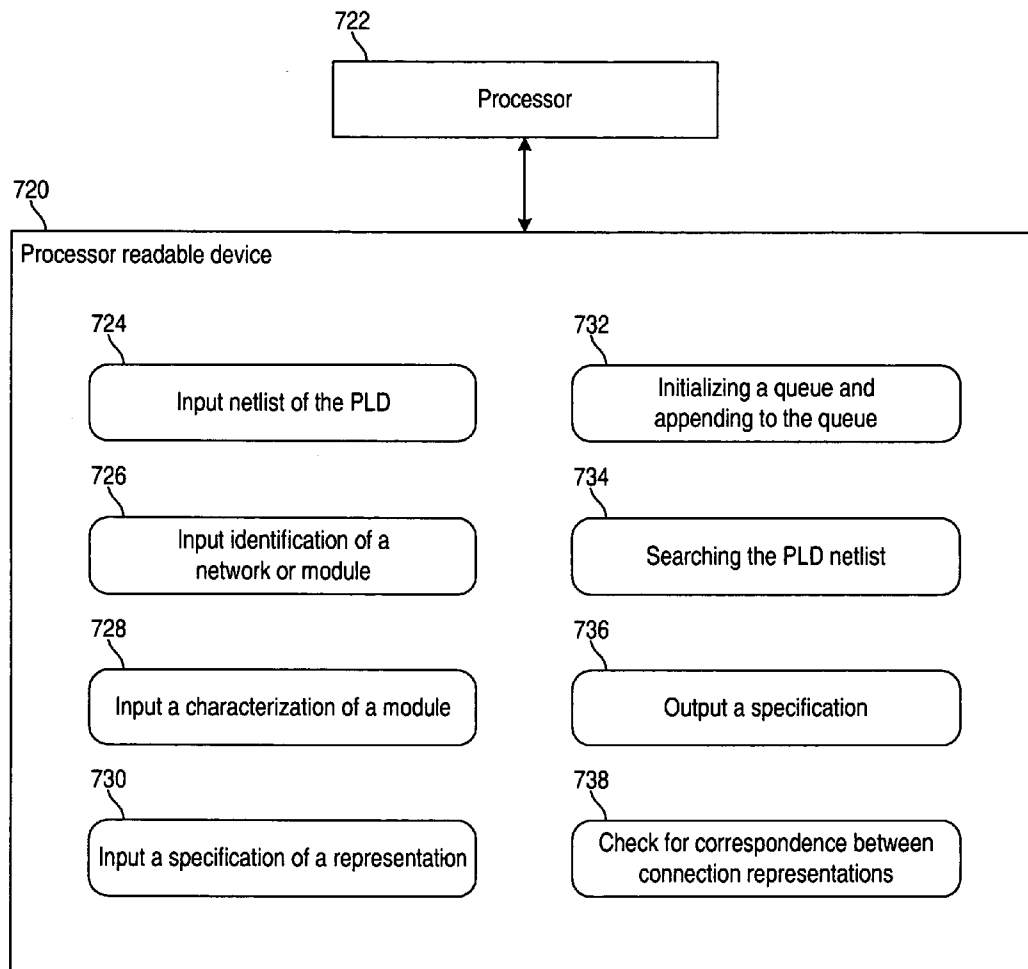 722
Processor
720
Processor readable device
724
Input netlist of the PLD
726
Input identification of a
network or module
728
Input a characterization of a module
730
Input a specification of a representation
732
Initializing a queue and
appending to the queue
734
Searching the PLD netlist
736
Output a specification
738
Check for correspondence between
connection representations